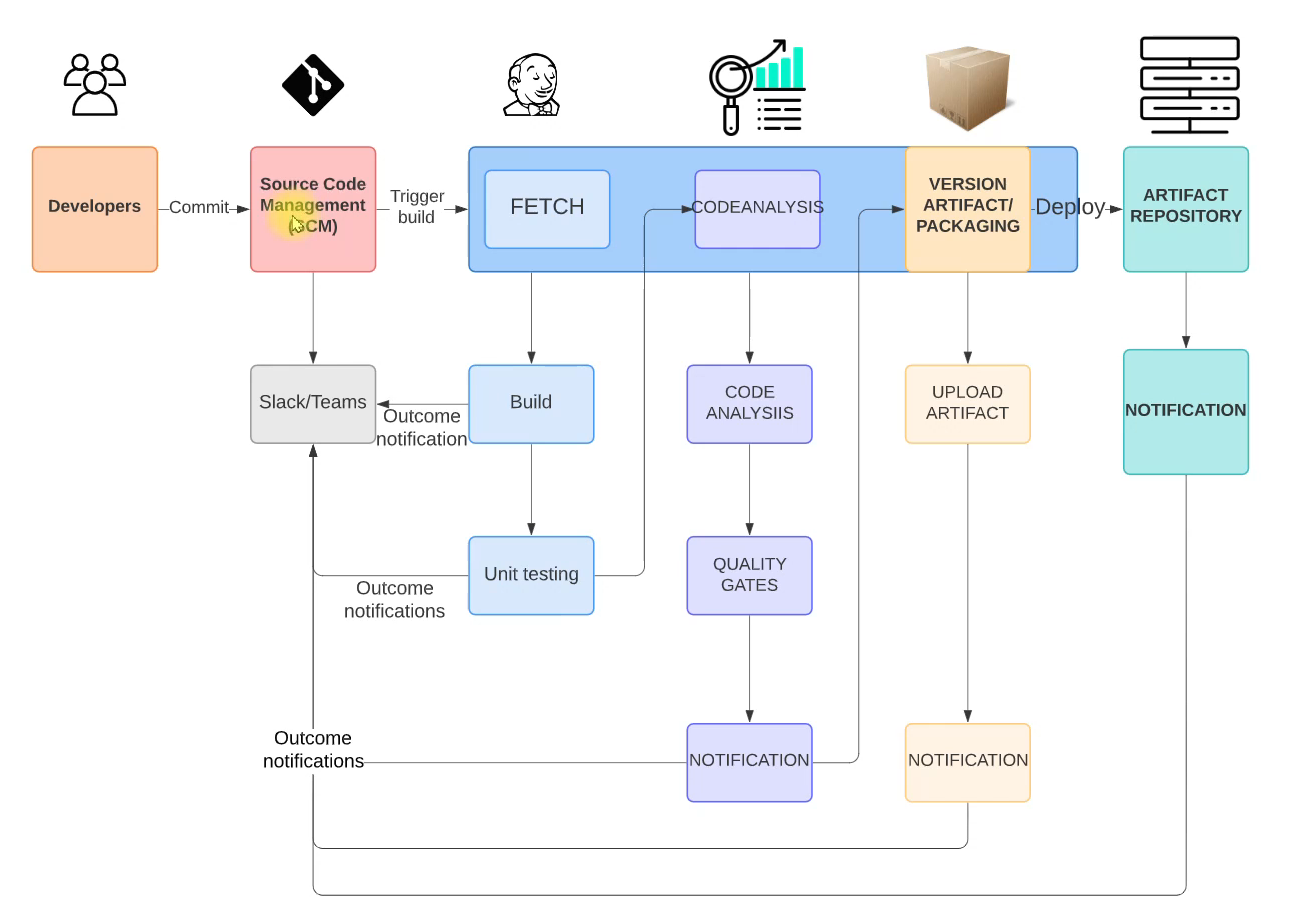 Developers
Commit
Source Code
Management
(SCM)
Trigger
build
FETCH
CODEANALYSIS
VERSION
ARTIFACT/
PACKAGING
Deploy
ARTIFACT
REPOSITORY
Slack/Teams
Outcome
notification
Build
CODE
ANALYSIIS
UPLOAD
ARTIFACT
NOTIFICATION
Outcome
notifications
Unit testing
QUALITY
GATES
Outcome
notifications
NOTIFICATION
NOTIFICATION